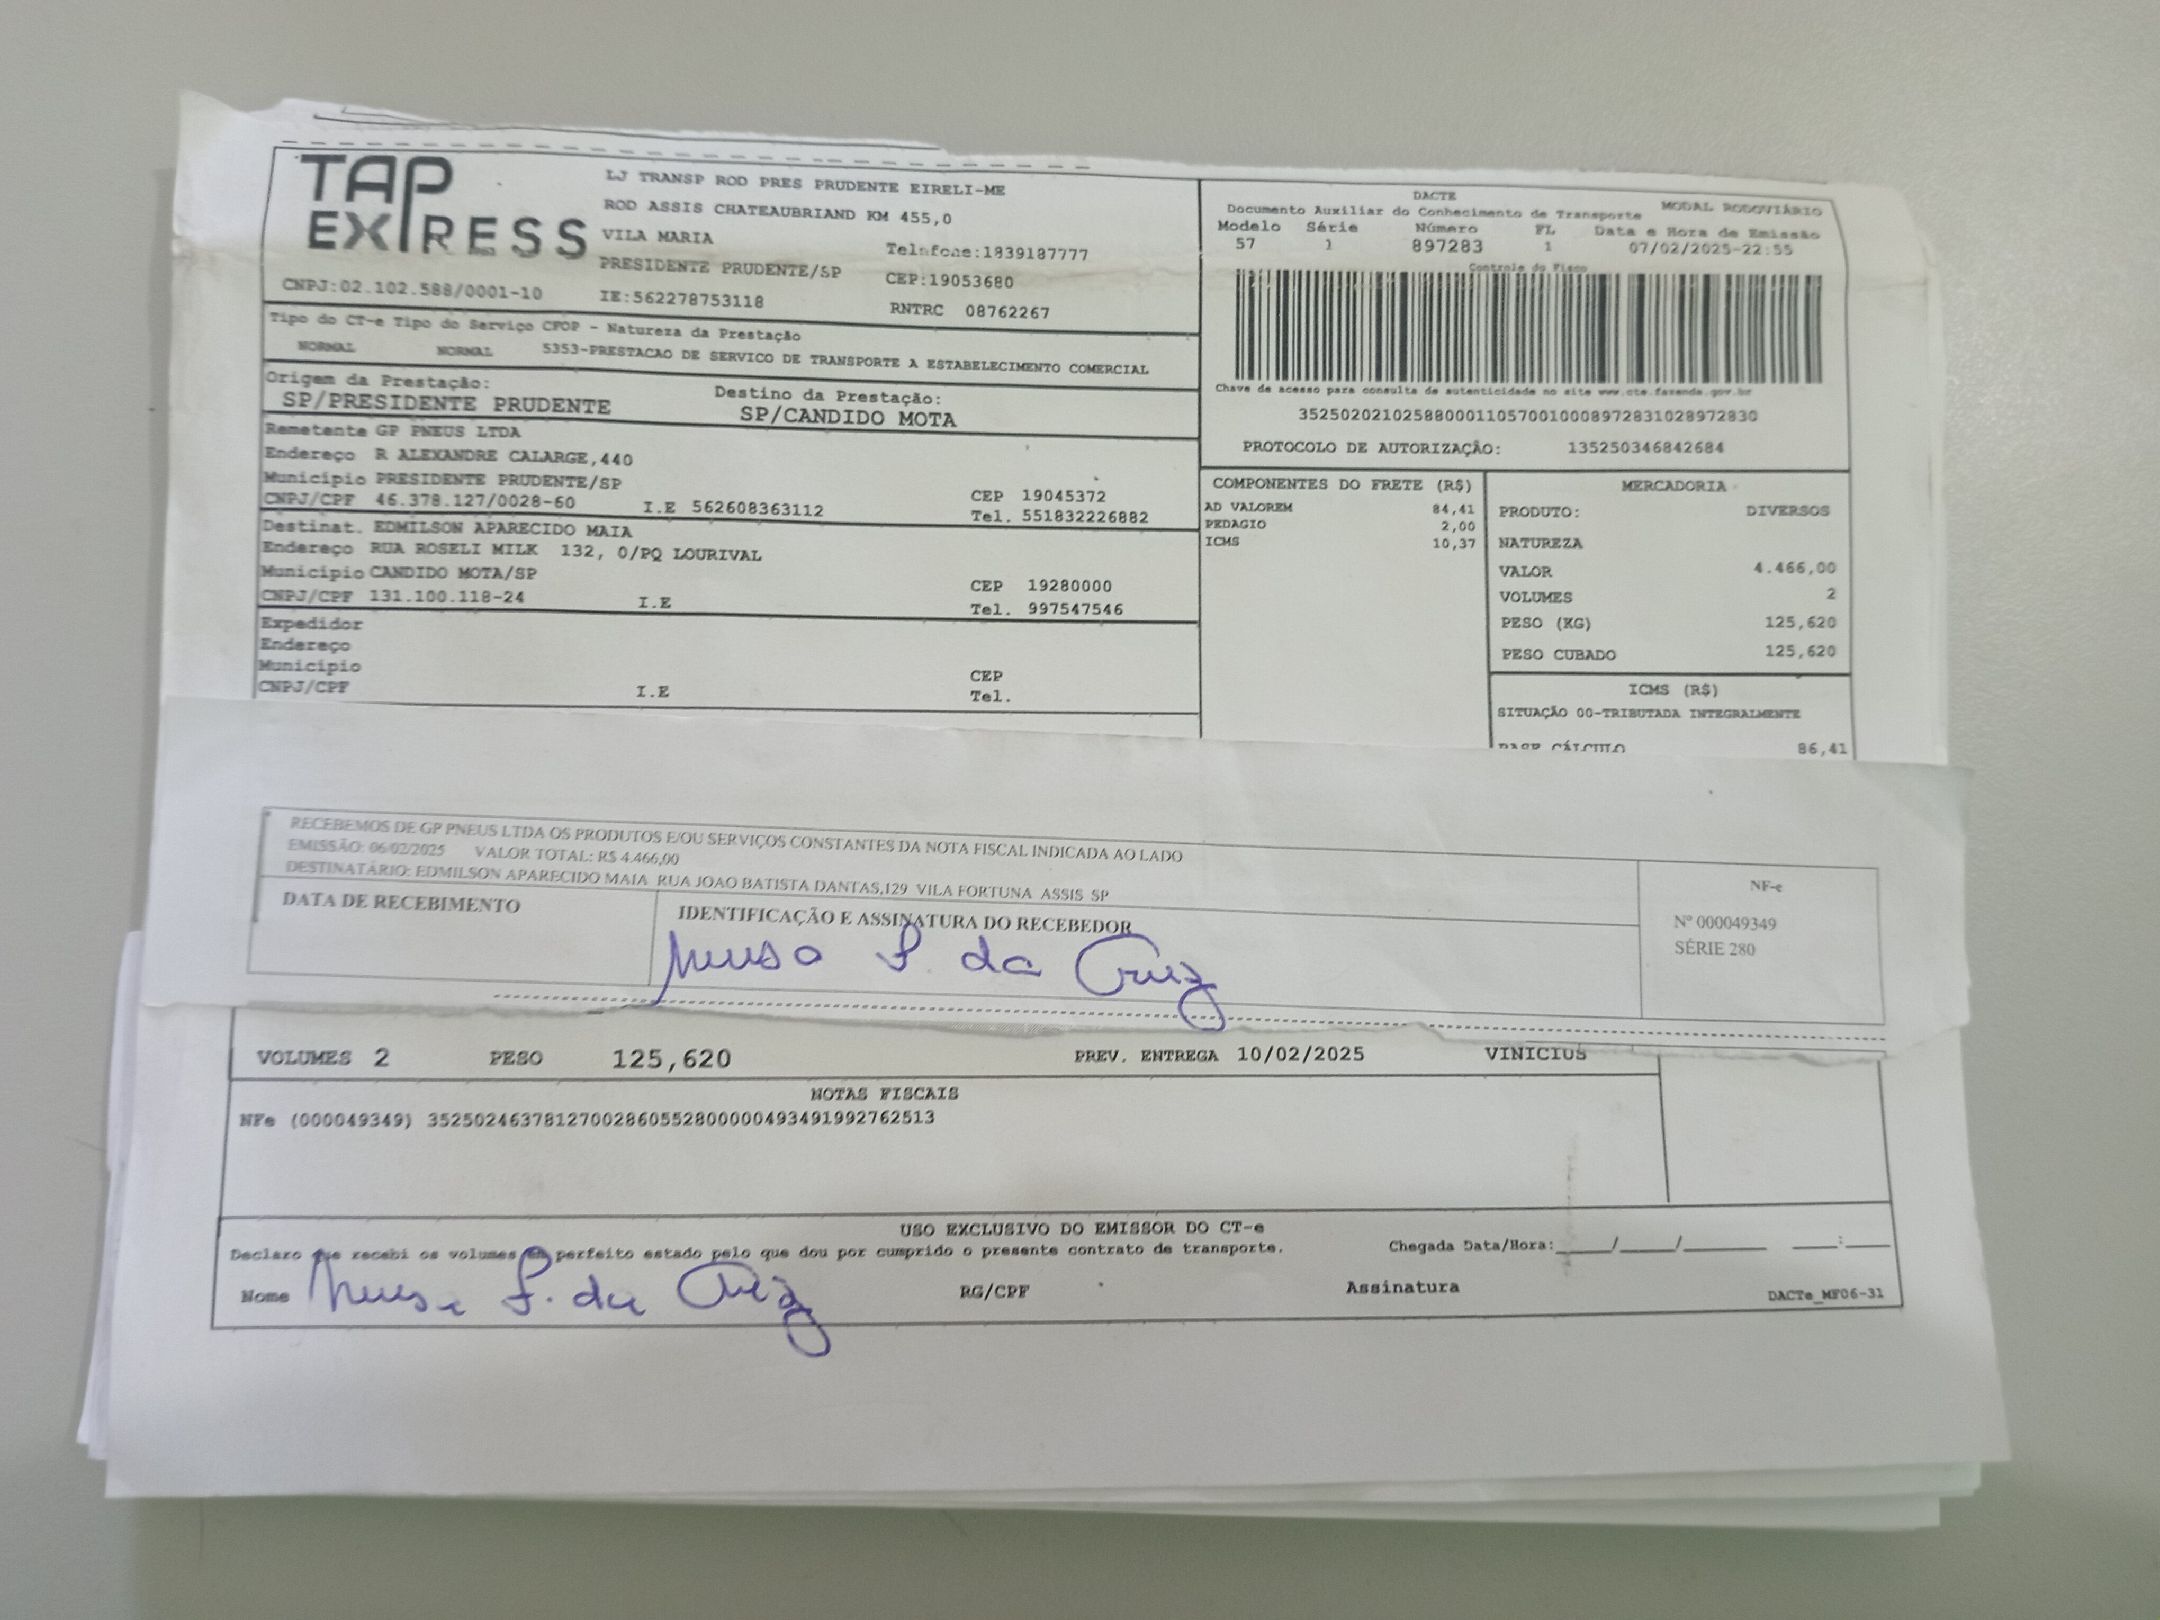 TAP EXPRESS
LJ TRANSP ROD PRES PRUDENTE EIRELI-ME
ROD ASSIS CHATEAUBRIAND KM 455,0
VILA MARIA
Telefone:1839187777
PRESIDENTE PRUDENTE/SP CEP:19053680
CNPJ:02.102.588/0001-10 IE:562278753118 RNTRC 08762267
Tipo do CT-e Tipo do Serviço CFOP - Natureza da Prestação
NORMAL NORMAL 5353-PRESTACAO DE SERVICO DE TRANSPORTE A ESTABELECIMENTO COMERCIAL
Origem da Prestação: Destino da Prestação:
SP/PRESIDENTE PRUDENTE SP/CANDIDO MOTA
Remetente GP PNEUS LTDA
Endereço R ALEXANDRE CALARGE,440
Município PRESIDENTE PRUDENTE/SP CEP 19045372
CNPJ/CPF 46.378.127/0028-60 I.E 562608363112 Tel. 551832226882
Destinat. EDMILSON APARECIDO MAIA
Endereço RUA ROSELI MILK 132, 0/PQ LOURIVAL
Município CANDIDO MOTA/SP CEP 19280000
CNPJ/CPF 131.100.118-24 I.E Tel. 997547546
Expedidor
Endereço
Município CEP
CNPJ/CPF I.E Tel.
DACTE
Documento Auxiliar do Conhecimento de Transporte MODAL RODOVIÁRIO
Modelo Série Número FL Data e Hora de Emissão
57 1 897283 1 07/02/2025-22:55
Controle do Fisco
Chave de acesso para consulta de autenticidade no site www.cte.fazenda.gov.br
35250202102588000110570010008972831028972830
PROTOCOLO DE AUTORIZAÇÃO: 135250346842684
COMPONENTES DO FRETE (R$)
AD VALOREM 84,41
PEDAGIO 2,00
ICMS 10,37
MERCADORIA
PRODUTO: DIVERSOS
NATUREZA
VALOR 4.466,00
VOLUMES 2
PESO (KG) 125,620
PESO CUBADO 125,620
ICMS (R$)
SITUAÇÃO 00-TRIBUTADA INTEGRALMENTE
BASE CÁLCULO 86,41
RECEBEMOS DE GP PNEUS LTDA OS PRODUTOS E/OU SERVIÇOS CONSTANTES DA NOTA FISCAL INDICADA AO LADO
EMISSÃO: 06/02/2025 VALOR TOTAL: R$ 4.466,00
DESTINATÁRIO: EDMILSON APARECIDO MAIA RUA JOAO BATISTA DANTAS,129 VILA FORTUNA ASSIS SP
DATA DE RECEBIMENTO IDENTIFICAÇÃO E ASSINATURA DO RECEBEDOR
da Cruz
NF-e
Nº 000049349
SÉRIE 280
VOLUMES 2 PESO 125,620 PREV. ENTREGA 10/02/2025 VINICIUS
NOTAS FISCAIS
NFe (000049349) 35250246378127002860552800000493491992762513
USO EXCLUSIVO DO EMISSOR DO CT-e
Declaro que recebi os volumes em perfeito estado pelo que dou por cumprido o presente contrato de transporte. Chegada Data/Hora:____/____/______ ___:___
Nome da Cruz RG/CPF Assinatura
DACTe_MF06-31